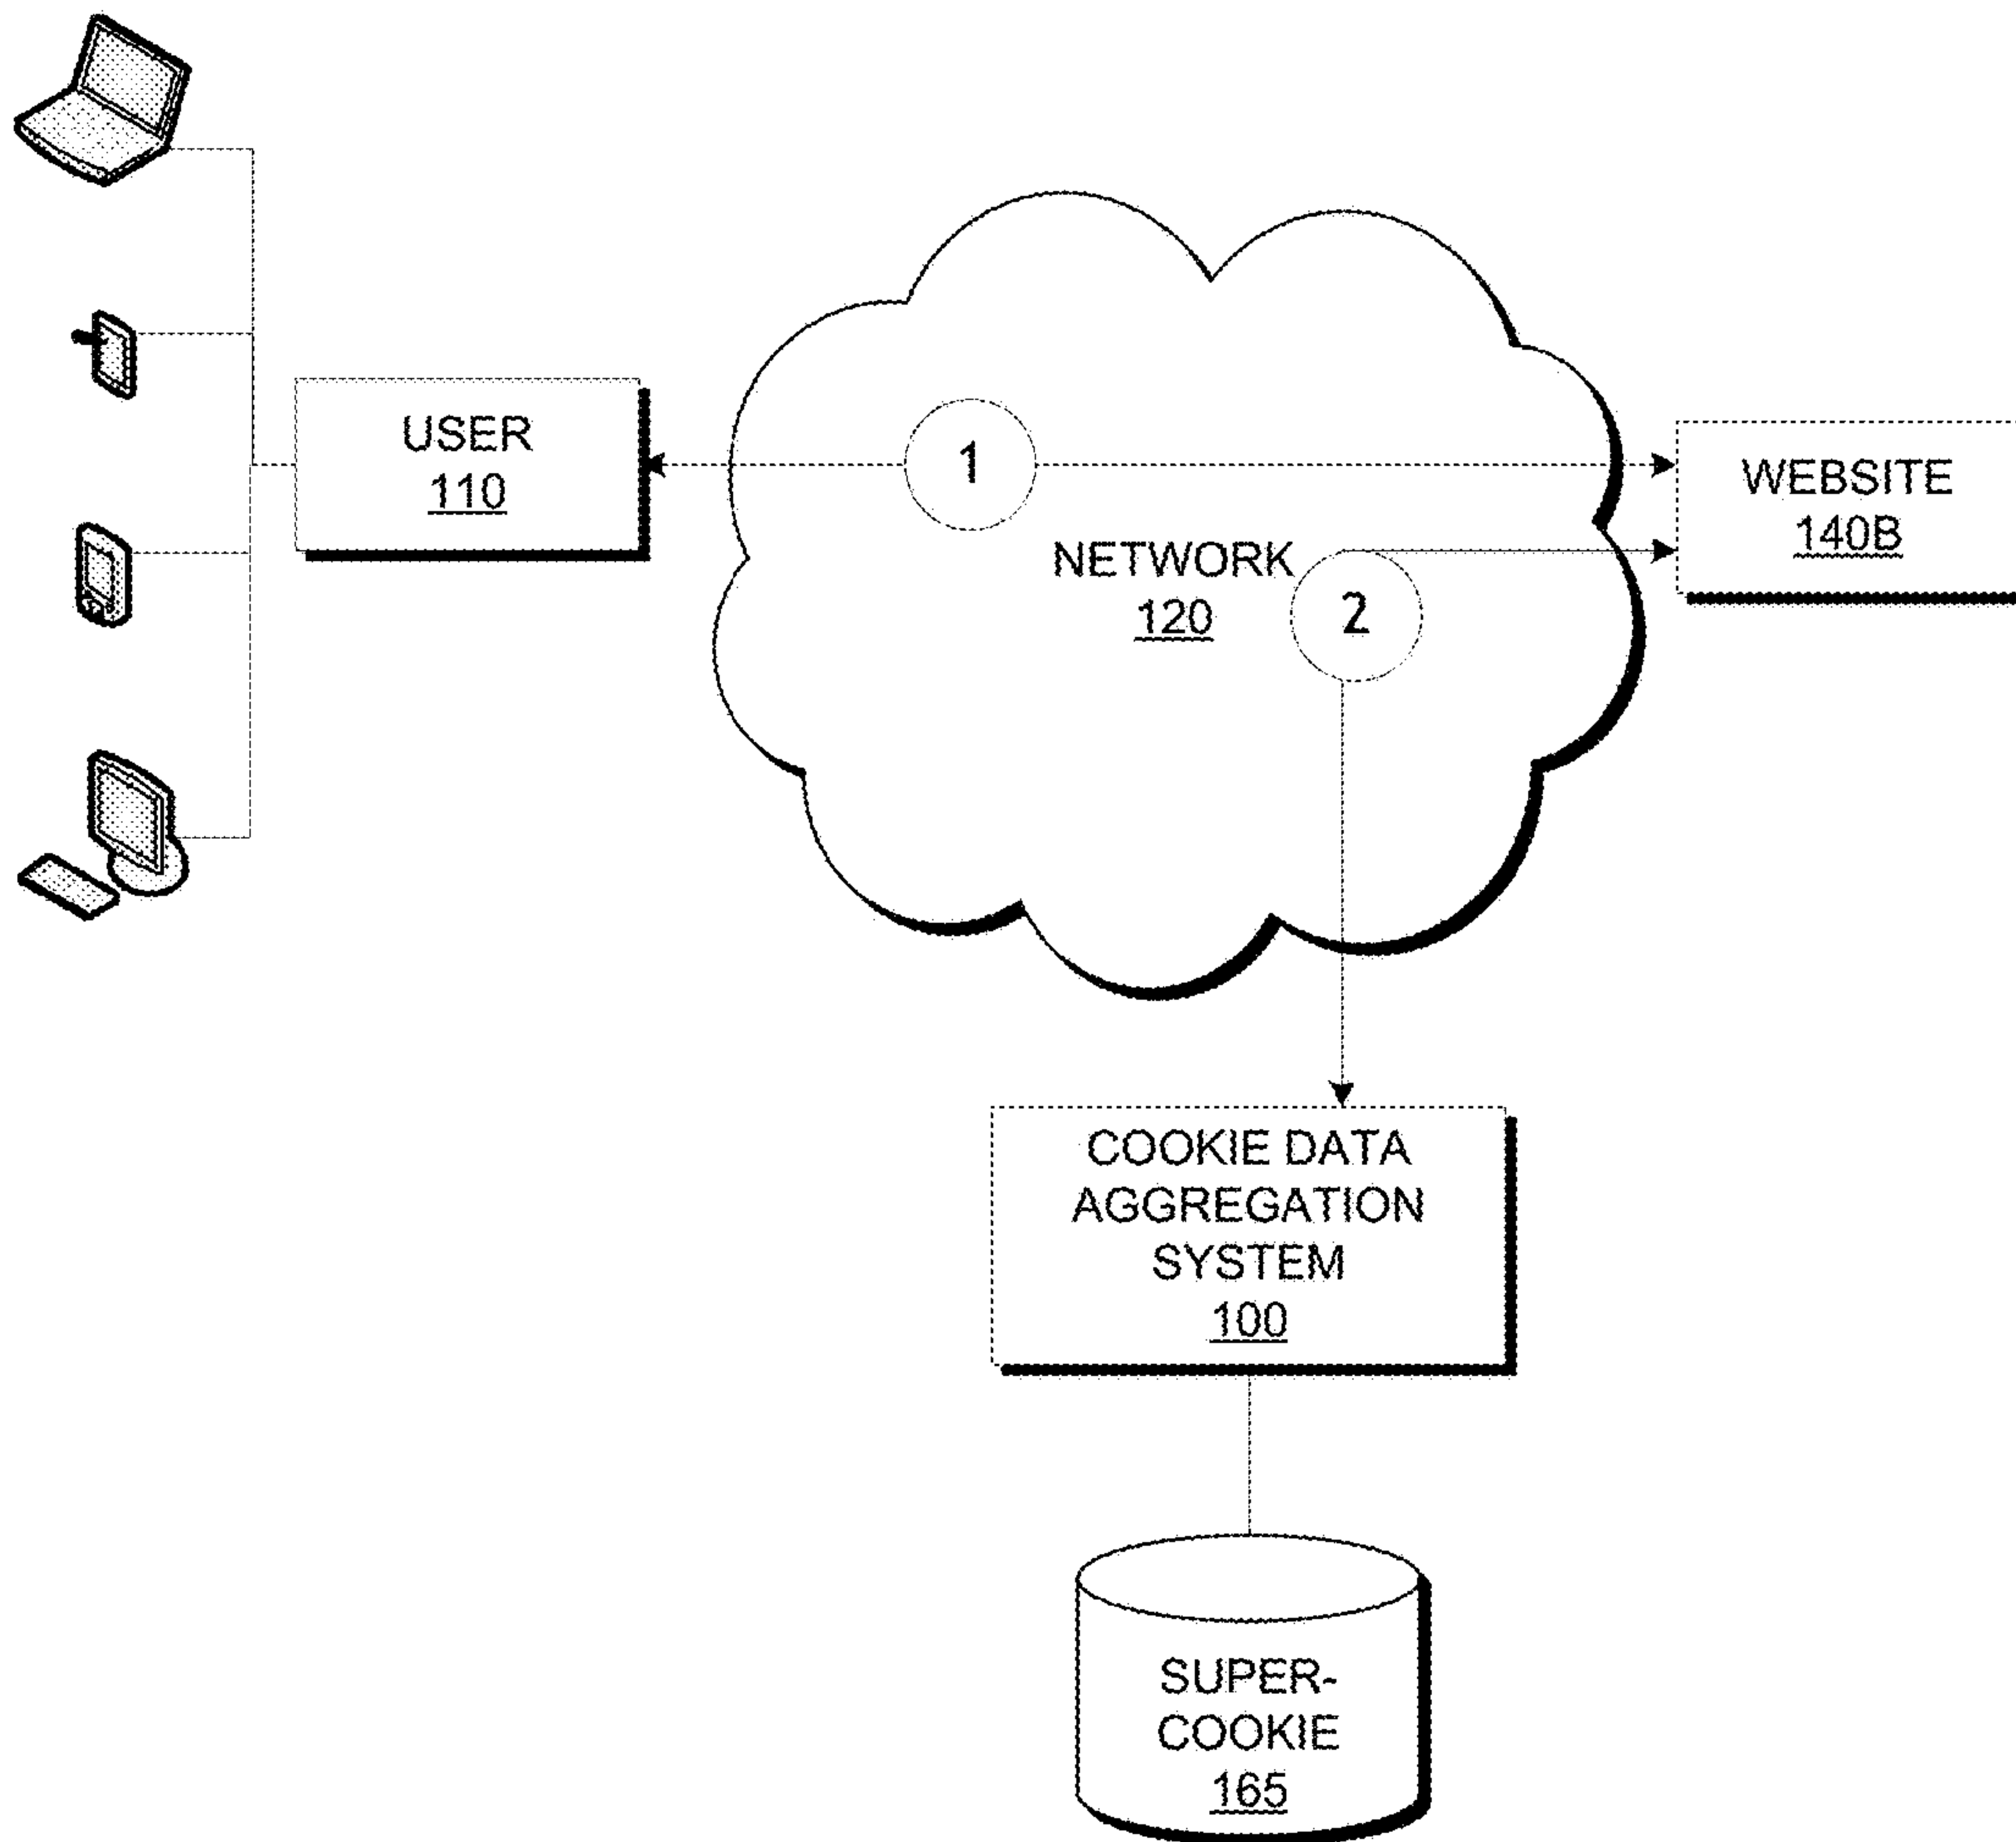 USER
110
1
WEBSITE
140B
NETWORK
120
2
COOKIE DATA
AGGREGATION
SYSTEM
100
SUPER-
COOKIE
165